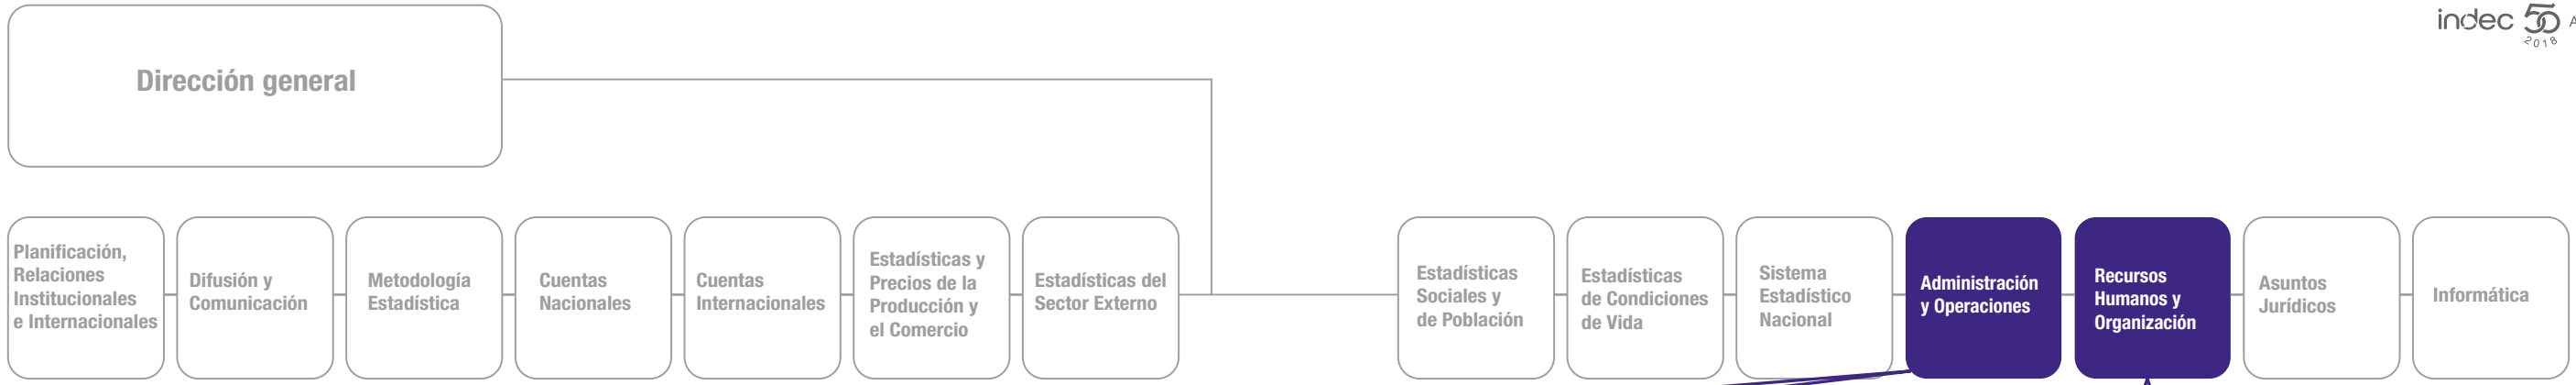 indec 50 A
2018
Dirección general
Planificación,
Relaciones
Institucionales
e Internacionales
Difusión y
Comunicación
Metodología
Estadística
Cuentas
Nacionales
Cuentas
Internacionales
Estadísticas y
Precios de la
Producción y
el Comercio
Estadísticas del
Sector Externo
Estadísticas
Sociales y
de Población
Estadísticas
de Condiciones
de Vida
Sistema
Estadístico
Nacional
Administración
y Operaciones
Recursos
Humanos y
Organización
Asuntos
Jurídicos
Informática